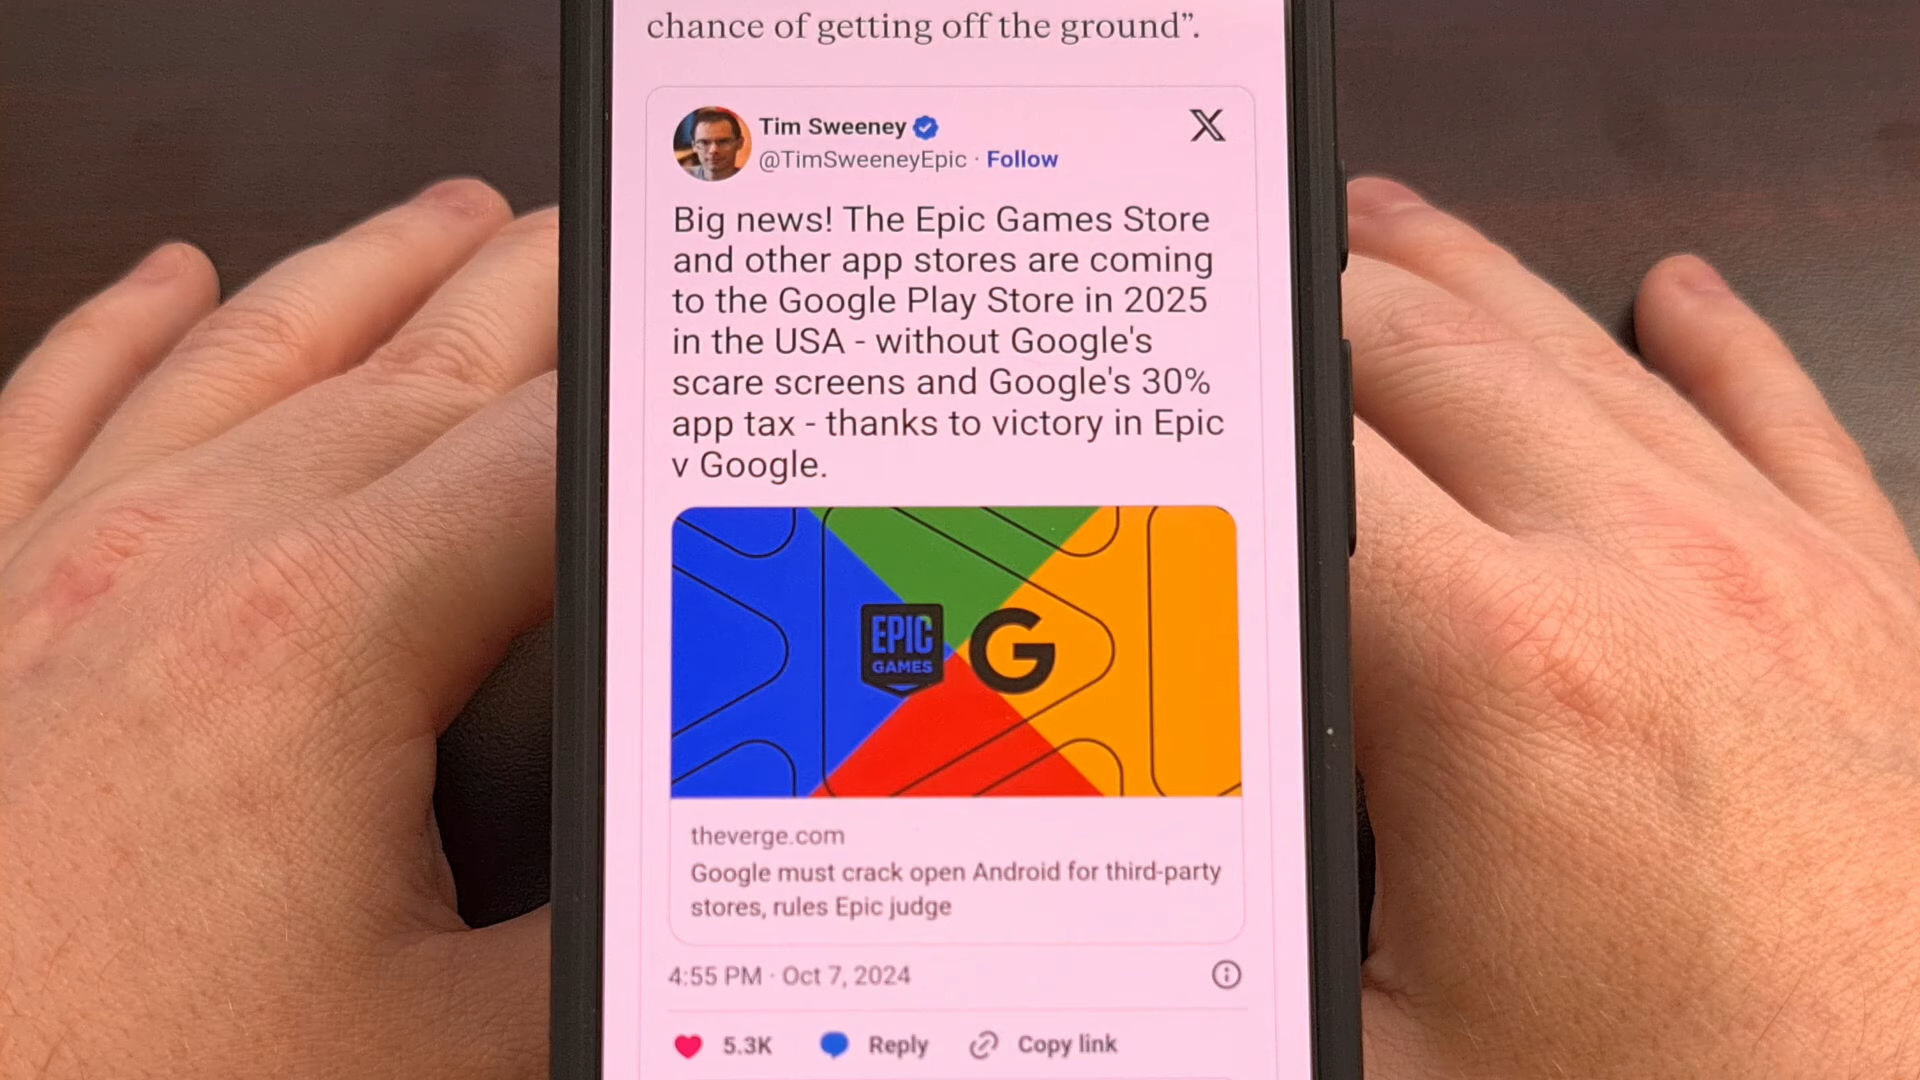 chance of getting off the ground”.
Tim Sweeney
@TimSweeneyEpic · Follow
Big news! The Epic Games Store
and other app stores are coming
to the Google Play Store in 2025
in the USA - without Google's
scare screens and Google's 30%
app tax - thanks to victory in Epic
v Google.
EPIC
GAMES
G
theverge.com
Google must crack open Android for third-party
stores, rules Epic judge
4:55 PM · Oct 7, 2024
5.3K Reply Copy link